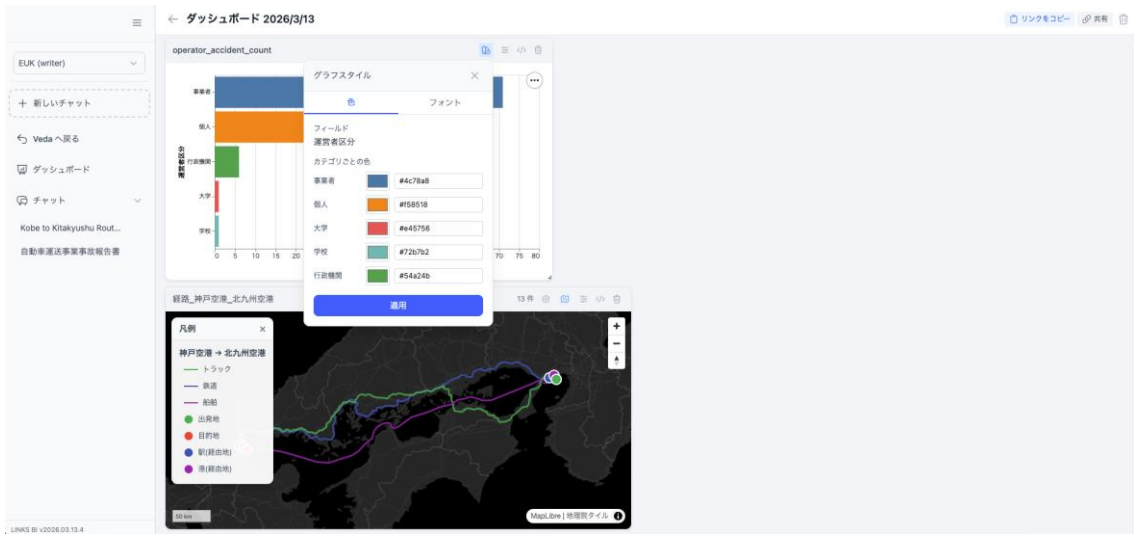 ← ダッシュボード 2026/3/13
リンクをコピー
共有
EUK (writer)
+ 新しいチャット
Veda へ戻る
ダッシュボード
チャット
Kobe to Kitakyushu Rout...
自動車運送事業事故報告書
LINKS BI v2026.03.13.4
operator_accident_count
運営者区分
事業者
個人
行政機関
大学
学校
0 5 10 15 20
70 75 80
グラフスタイル
色 フォント
フィールド
運営者区分
カテゴリごとの色
事業者 #4c78a8
個人 #f58518
大学 #e45756
学校 #72b7b2
行政機関 #54a24b
適用
経路_神戸空港_北九州空港
13 件
凡例 ×
神戸空港 → 北九州空港
トラック
鉄道
船舶
出発地
目的地
駅(経由地)
港(経由地)
50 km
MapLibre | 地理院タイル